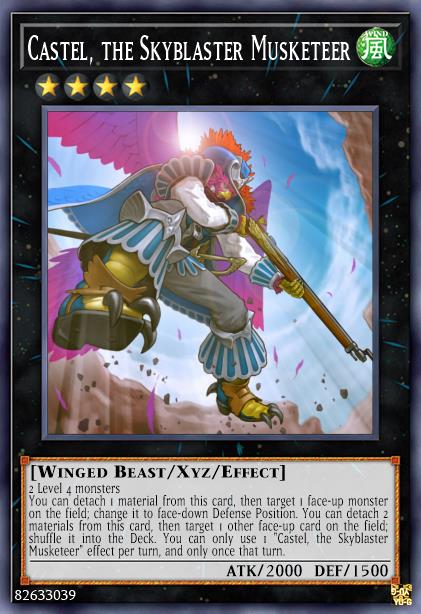 CASTEL, THE SKYBLASTER MUSKETEER
WIND
風
[WINGED BEAST/XYZ/EFFECT]
2 Level 4 monsters
You can detach 1 material from this card, then target 1 face-up monster
on the field; change it to face-down Defense Position. You can detach 2
materials from this card, then target 1 other face-up card on the field;
shuffle it into the Deck. You can only use 1 "Castel, the Skyblaster
Musketeer" effect per turn, and only once that turn.
ATK/2000 DEF/1500
82633039